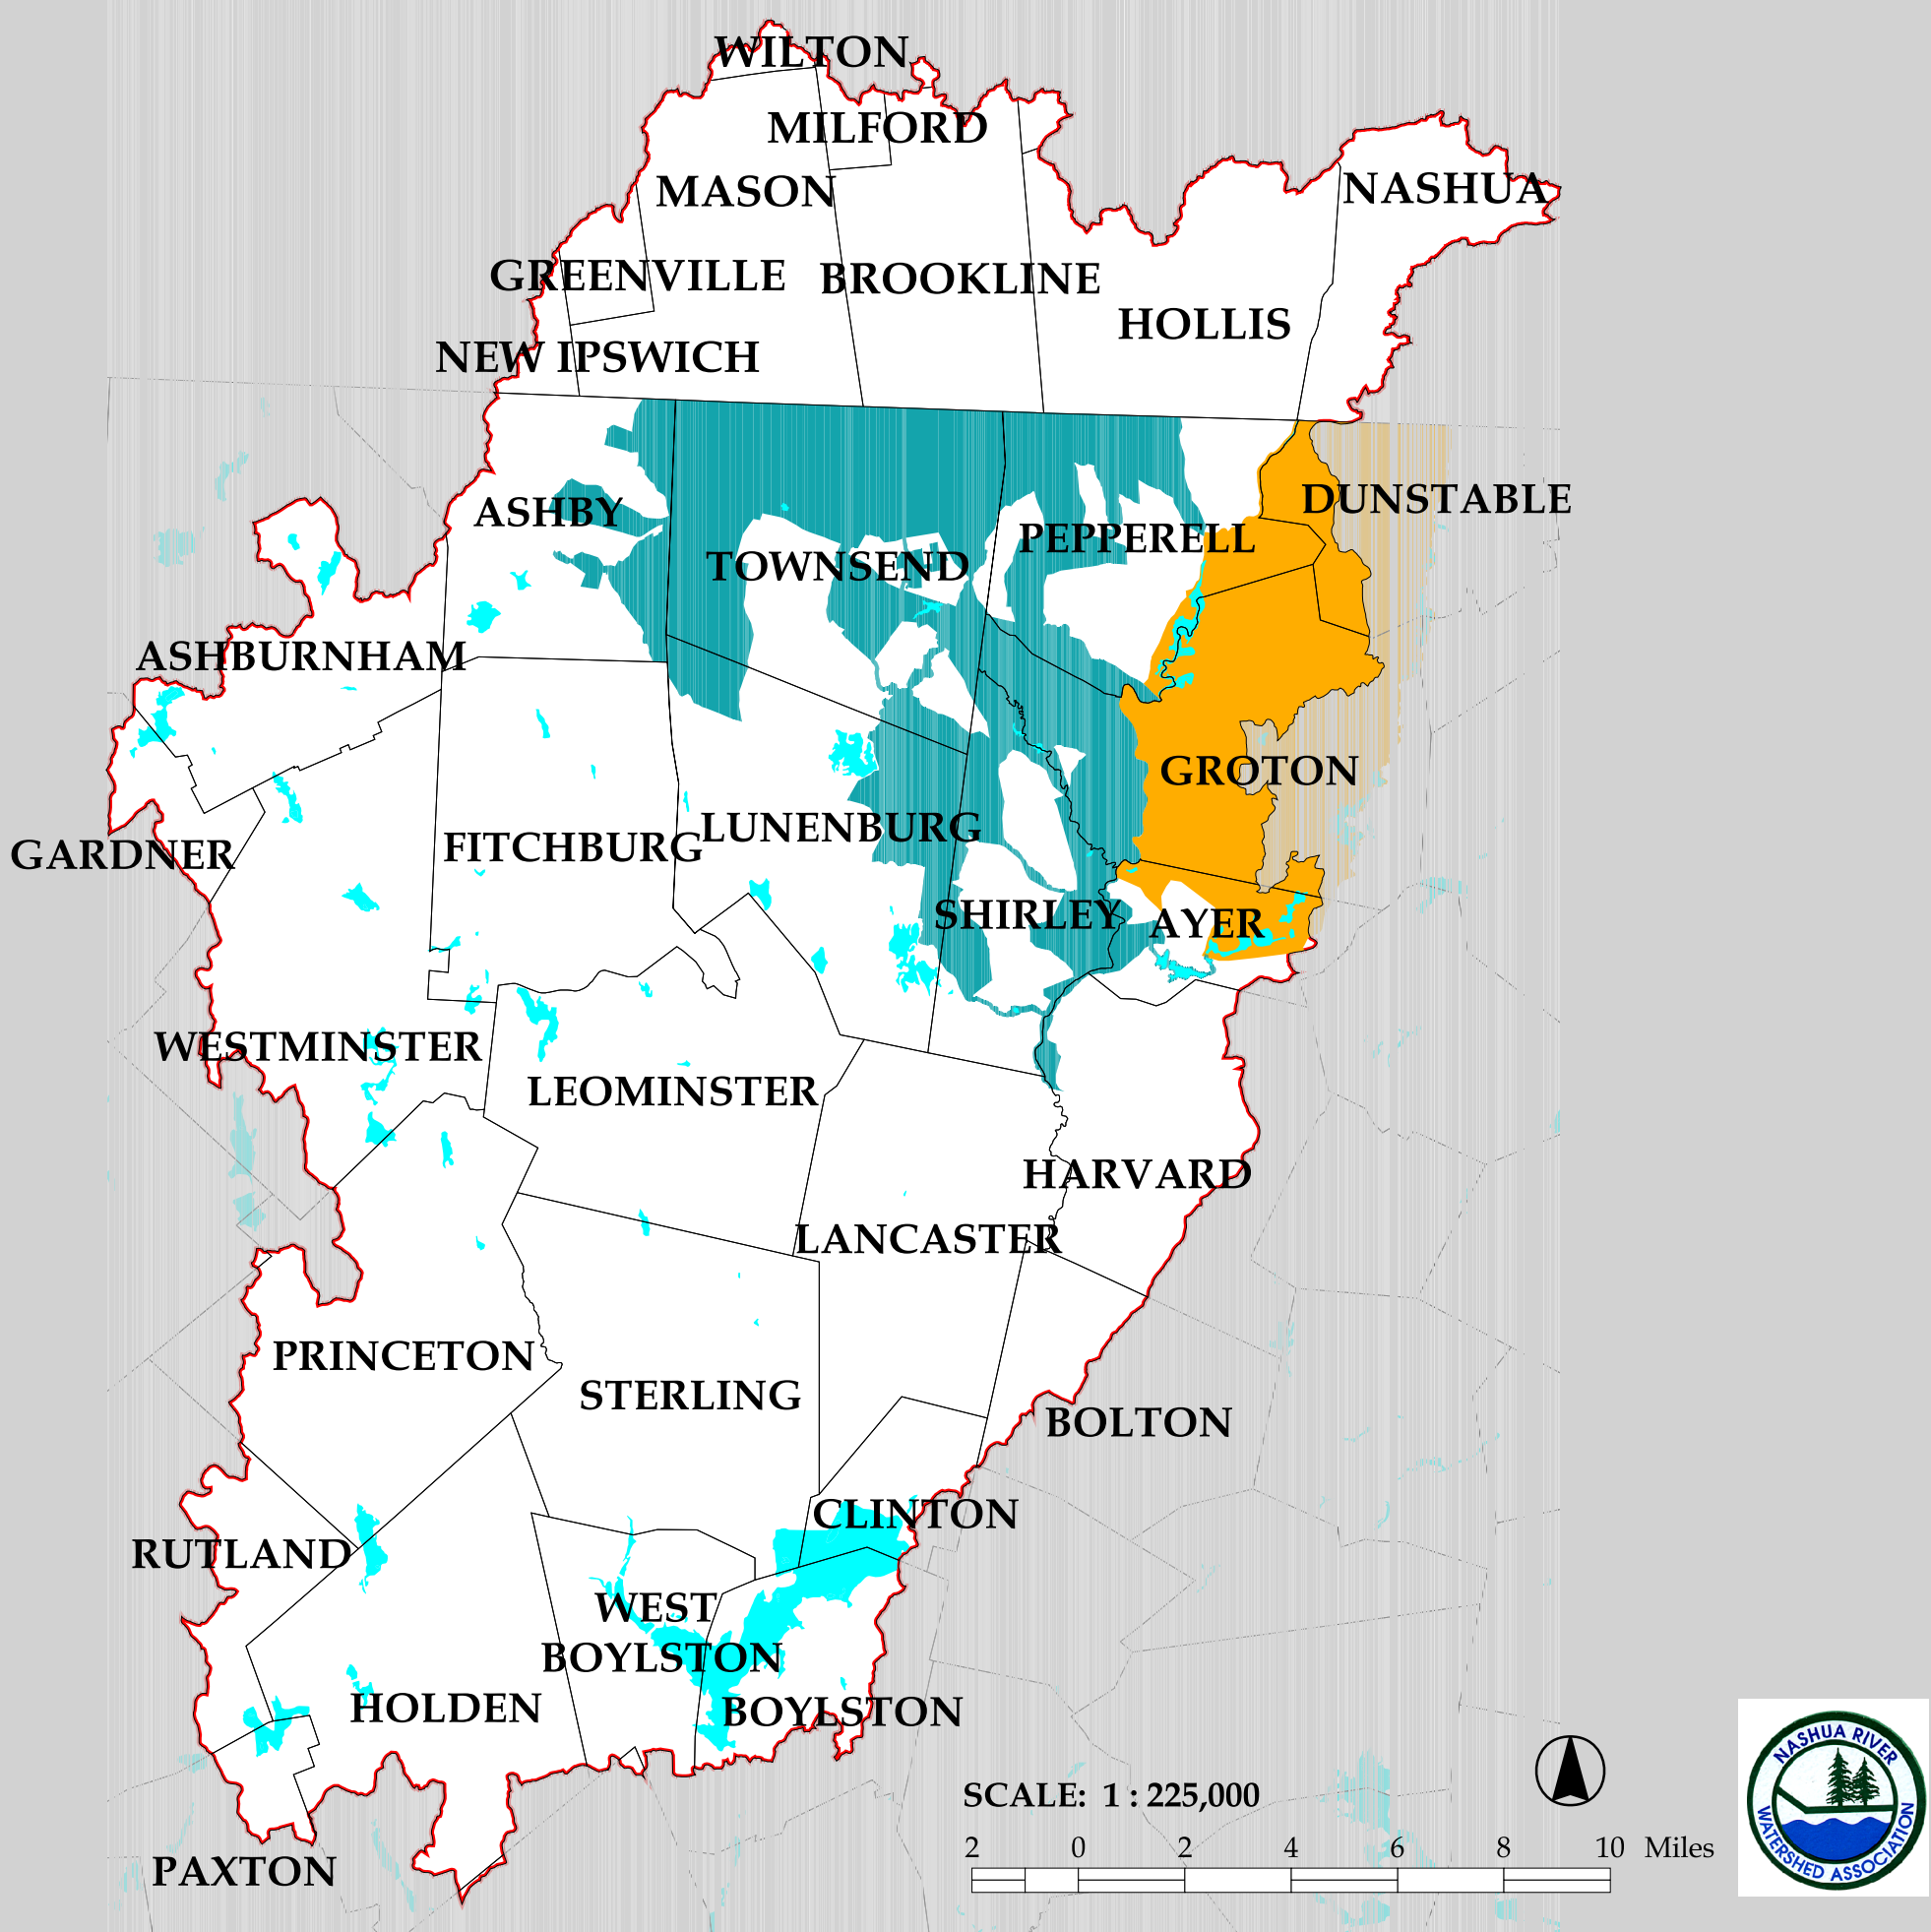 WILTON
MILFORD
MASON
NASHUA
GREENVILLE
BROOKLINE
HOLLIS
NEW IPSWICH
ASHBY
DUNSTABLE
PEPPERELL
TOWNSEND
ASHBURNHAM
GROTON
GARDNER
FITCHBURG
LUNENBURG
SHIRLEY
AYER
WESTMINSTER
LEOMINSTER
HARVARD
LANCASTER
PRINCETON
STERLING
BOLTON
CLINTON
RUTLAND
WEST
BOYLSTON
HOLDEN
BOYLSTON
PAXTON
SCALE: 1 : 225,000
2 0 2 4 6 8 10 Miles
NASHUA RIVER
WATERSHED ASSOCIATION